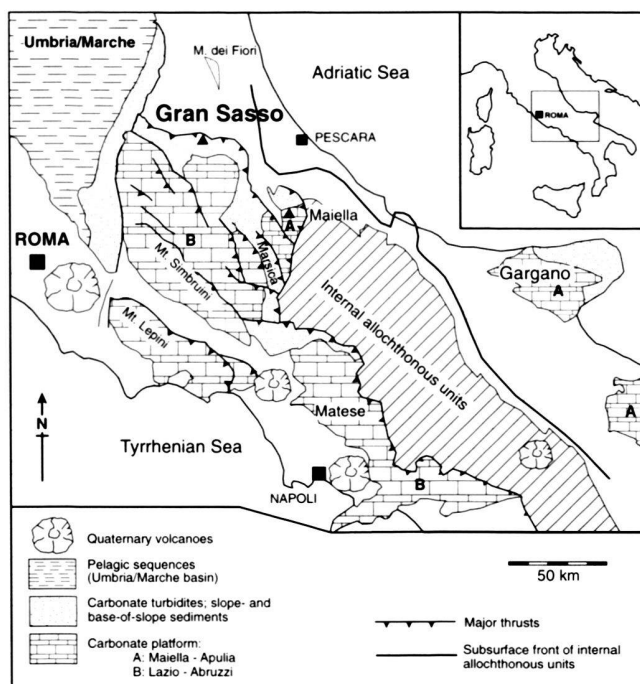 Umbria/Marche
M. dei Fiori
Adriatic Sea
Gran Sasso
PESCARA
ROMA
Maiella
A
B
ROMA
Mt. Simbruini
Marsica
Gargano
A
Mt. Lepini
Internal allochthonous units
A
N
Matese
Tyrrhenian Sea
B
NAPOLI
Quaternary volcanoes
Pelagic sequences
(Umbria/Marche basin)
50 km
Carbonate turbidites; slope- and
base-of-slope sediments
Major thrusts
Carbonate platform:
A: Maiella - Apulia
B: Lazio - Abruzzi
Subsurface front of internal
allochthonous units